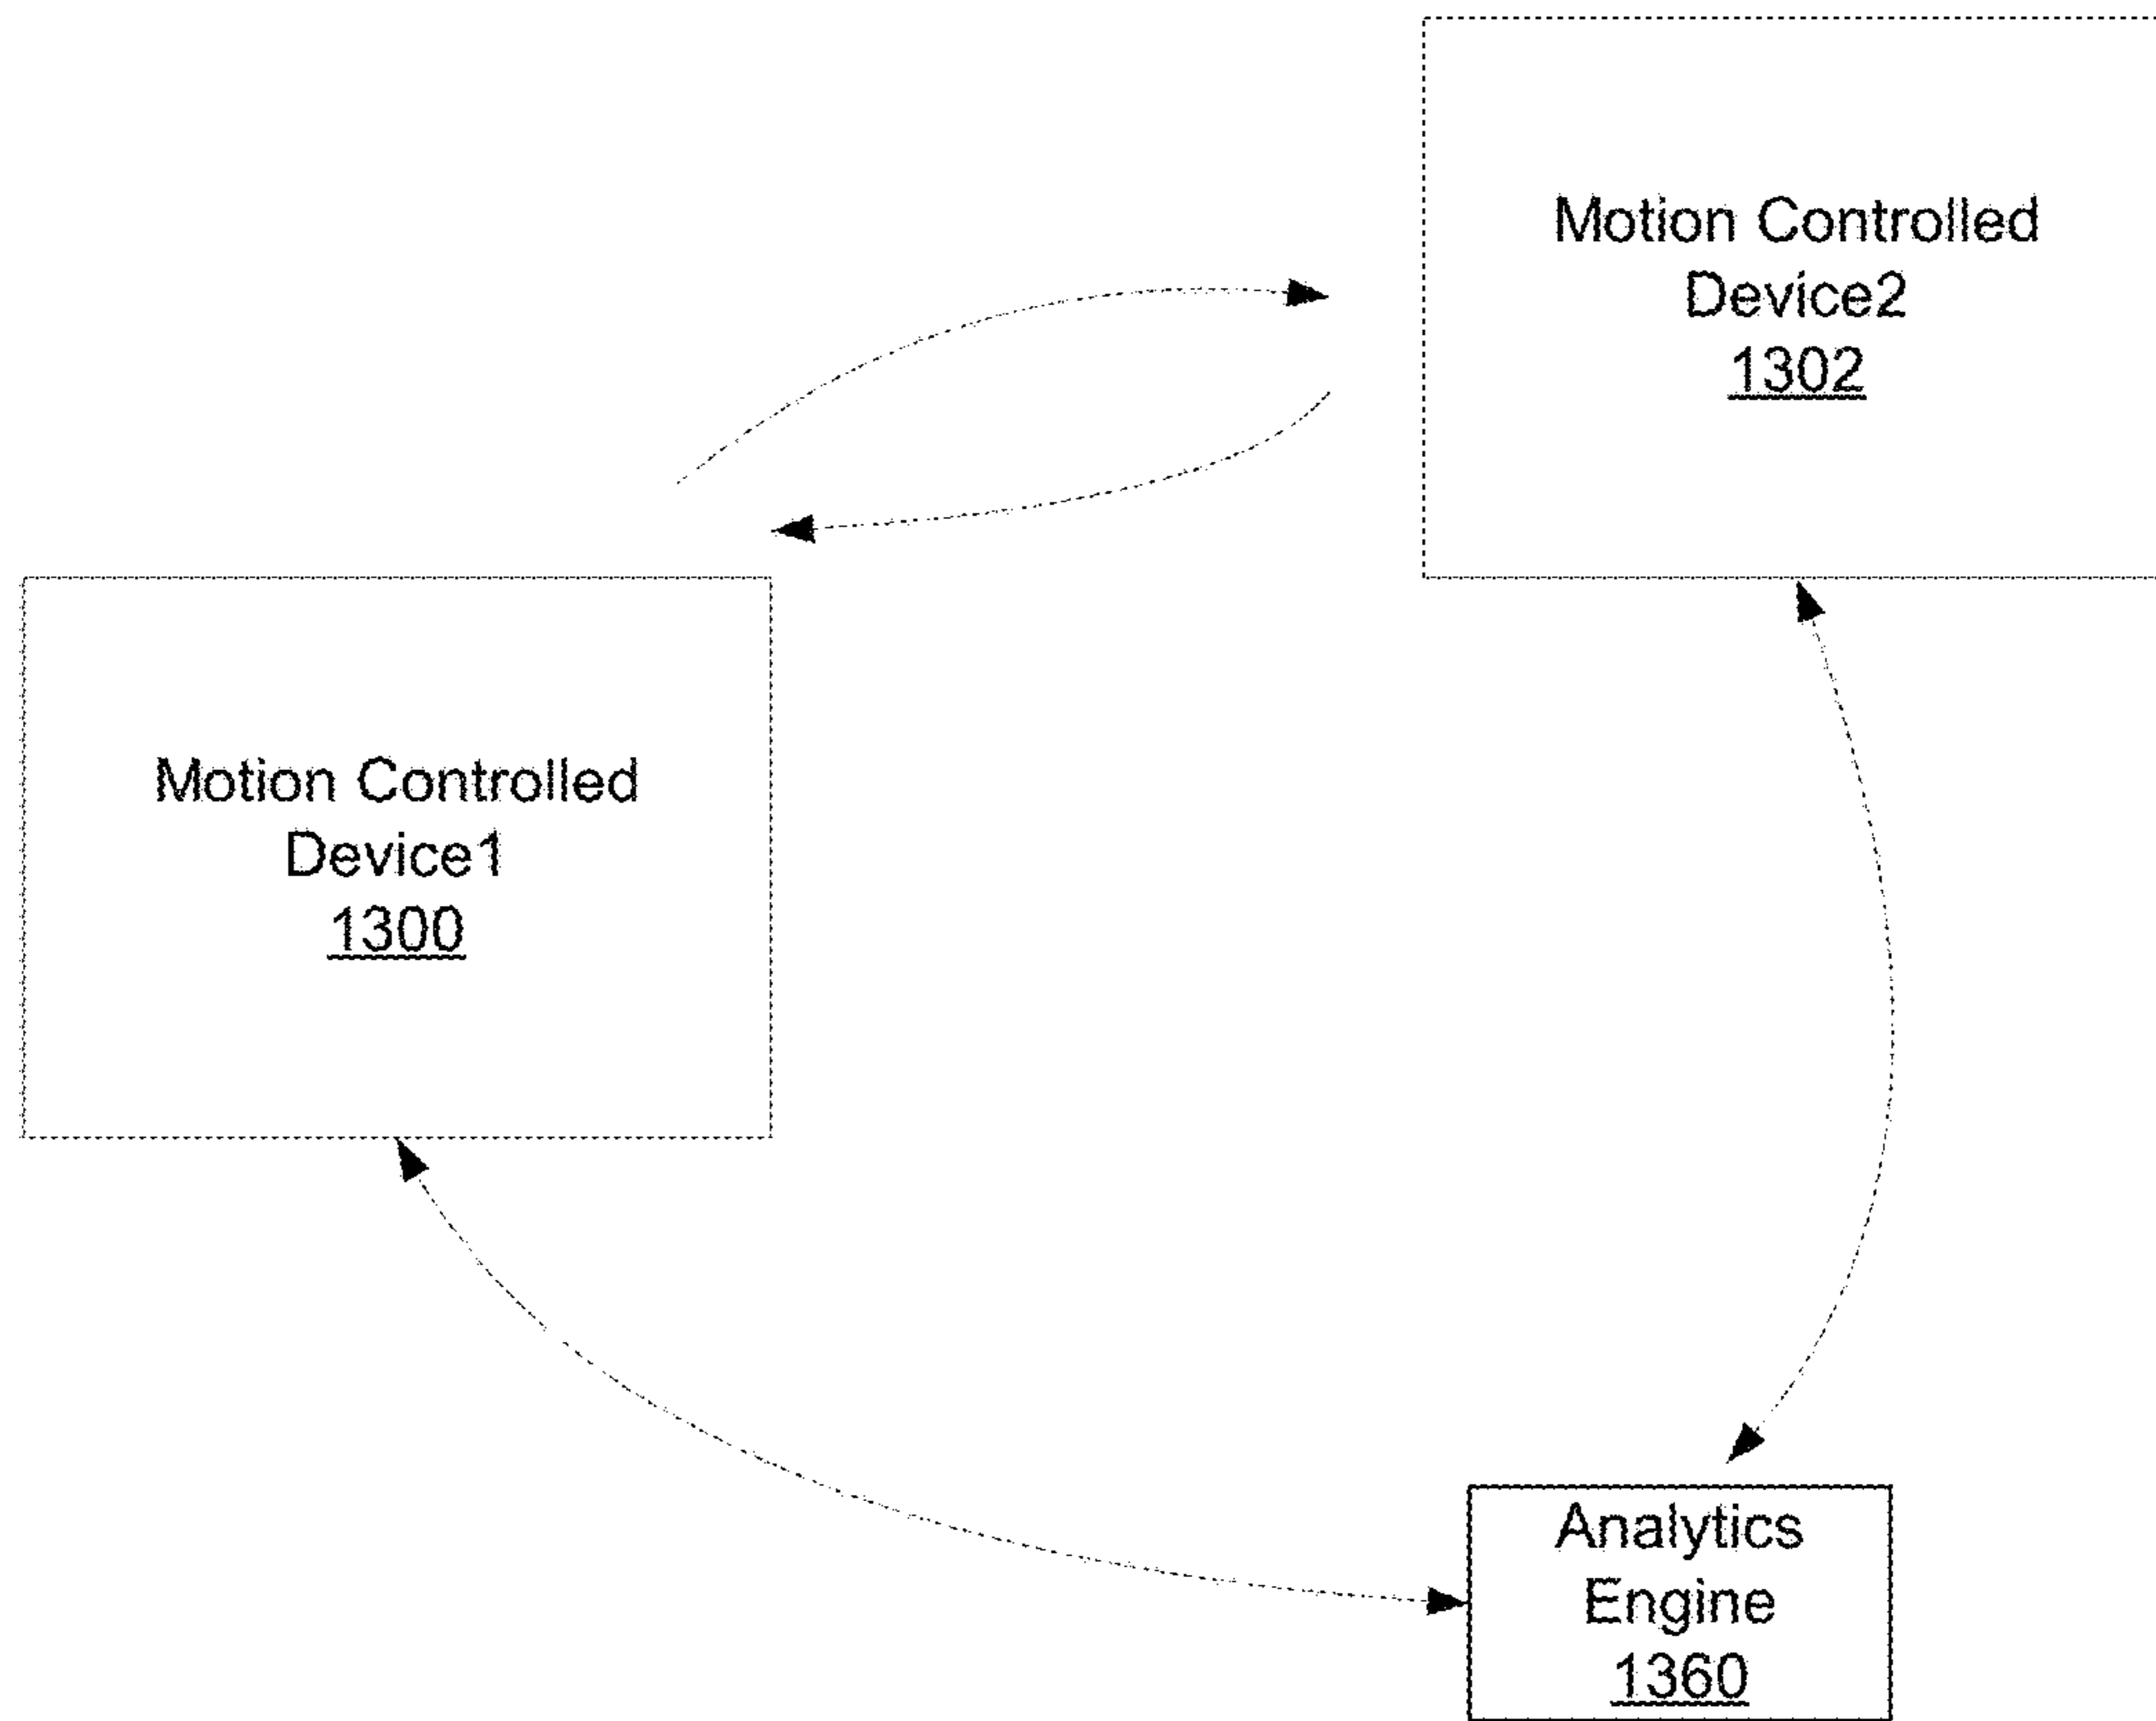 Motion Controlled
Device2
1302
Motion Controlled
Device1
1300
Analytics
Engine
1360